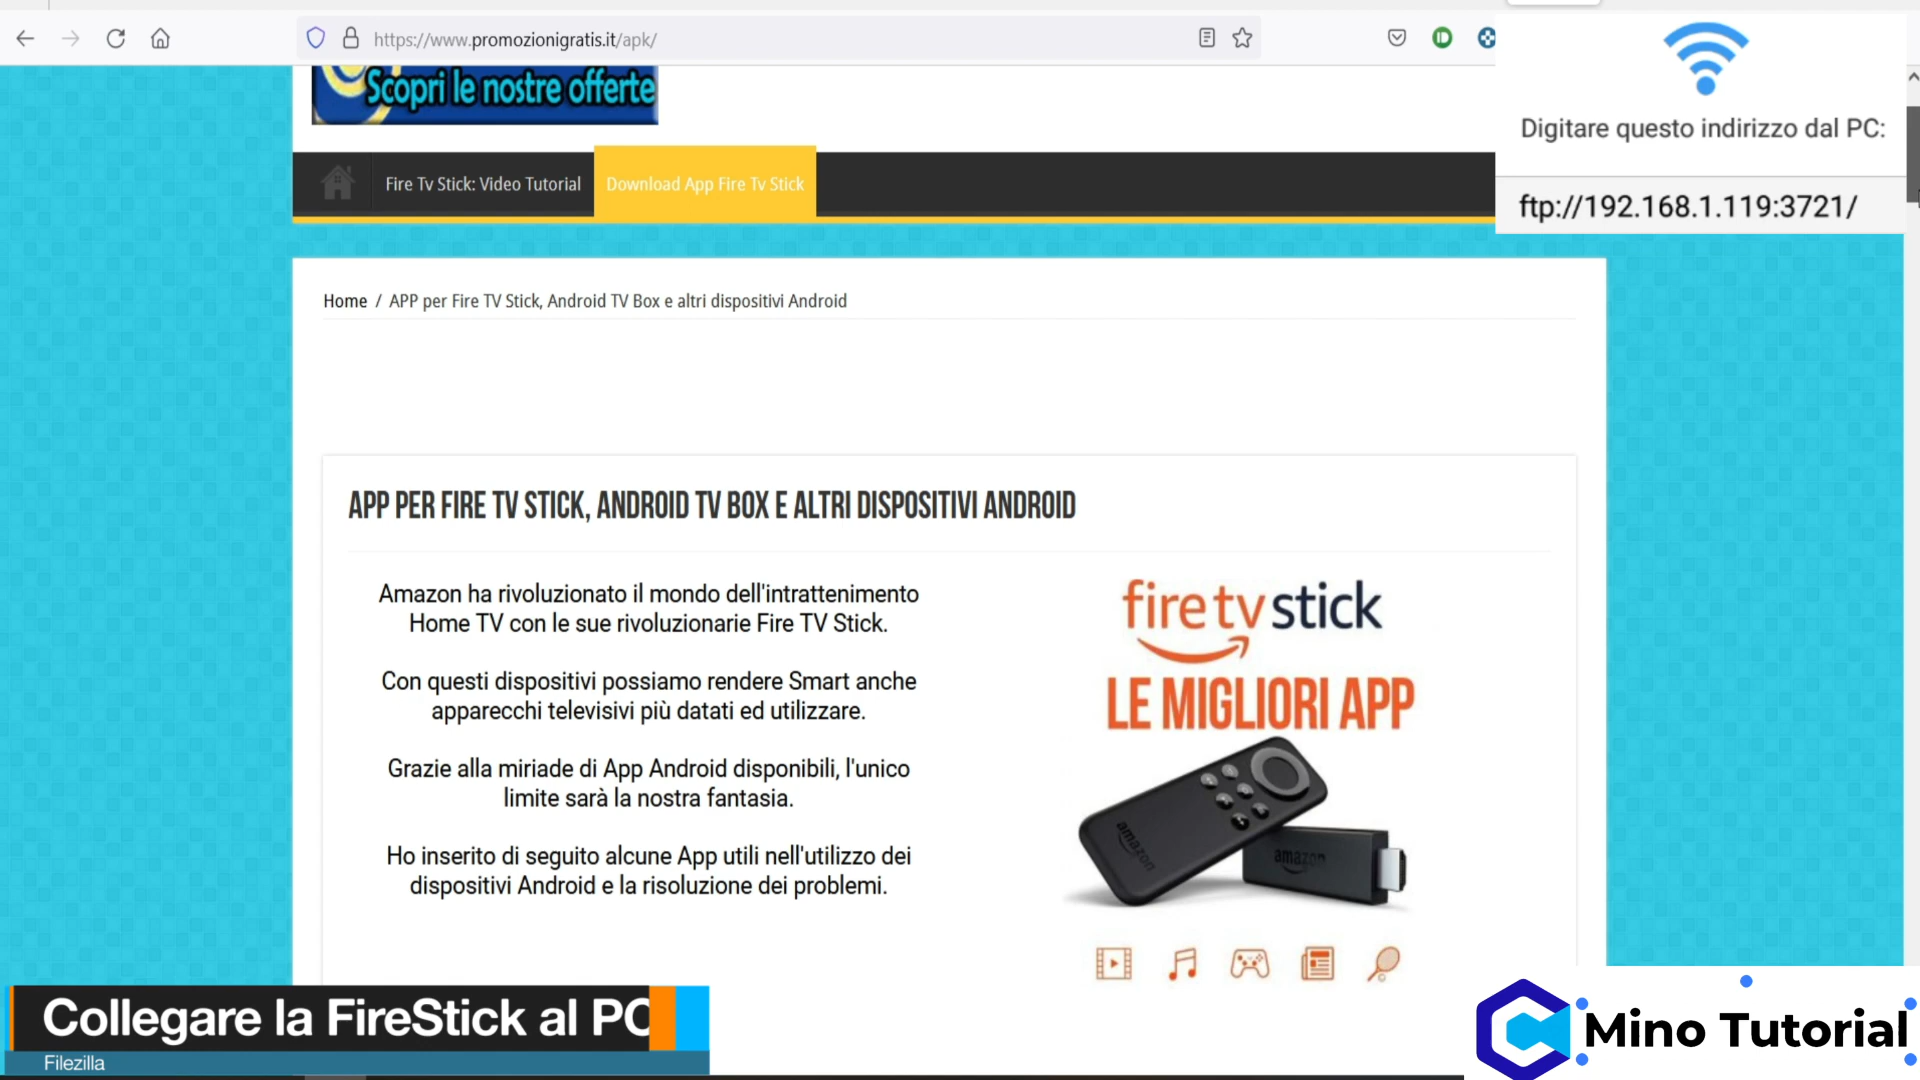 https://www.promozionigratis.it/apk/
Scopri le nostre offerte
Digitare questo indirizzo dal PC:
ftp://192.168.1.119:3721/
Fire Tv Stick: Video Tutorial
Download App Fire Tv Stick
Home / APP per Fire TV Stick, Android TV Box e altri dispositivi Android
APP PER FIRE TV STICK, ANDROID TV BOX E ALTRI DISPOSITIVI ANDROID
Amazon ha rivoluzionato il mondo dell'intrattenimento
Home TV con le sue rivoluzionarie Fire TV Stick.
Con questi dispositivi possiamo rendere Smart anche
apparecchi televisivi più datati ed utilizzare.
Grazie alla miriade di App Android disponibili, l'unico
limite sarà la nostra fantasia.
Ho inserito di seguito alcune App utili nell'utilizzo dei
dispositivi Android e la risoluzione dei problemi.
fire tv stick
LE MIGLIORI APP
amazon
amazon
Collegare la FireStick al PC
Filezilla
Mino Tutorial